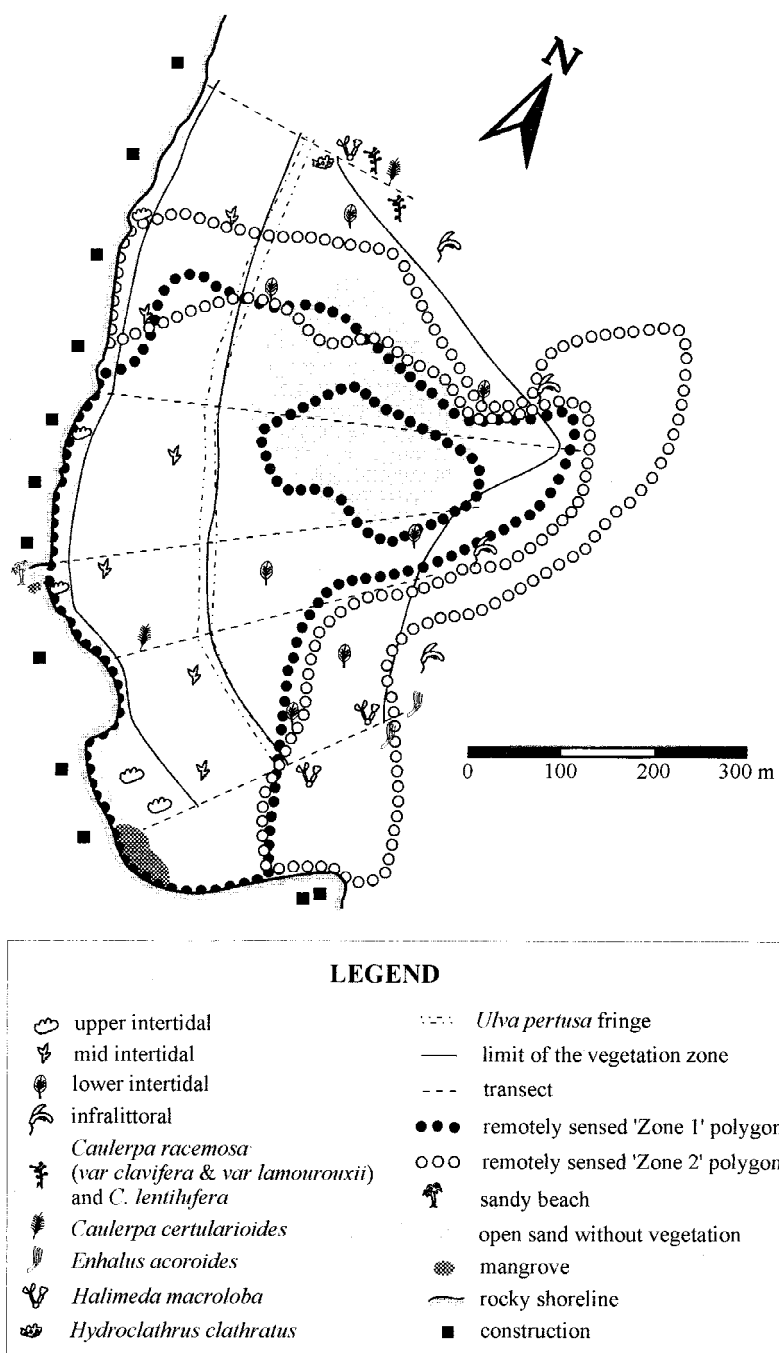 N
0 100 200 300 m
LEGEND
upper intertidal
mid intertidal
lower intertidal
infralittoral
Caulerpa racemosa
(var clavifera & var lamourouxii)
and C. lentilufera
Caulerpa certularioides
Enhalus acoroides
Halimeda macroloba
Hydroclathrus clathratus
Ulva pertusa fringe
limit of the vegetation zone
transect
remotely sensed 'Zone 1' polygon
remotely sensed 'Zone 2' polygon
sandy beach
open sand without vegetation
mangrove
rocky shoreline
construction